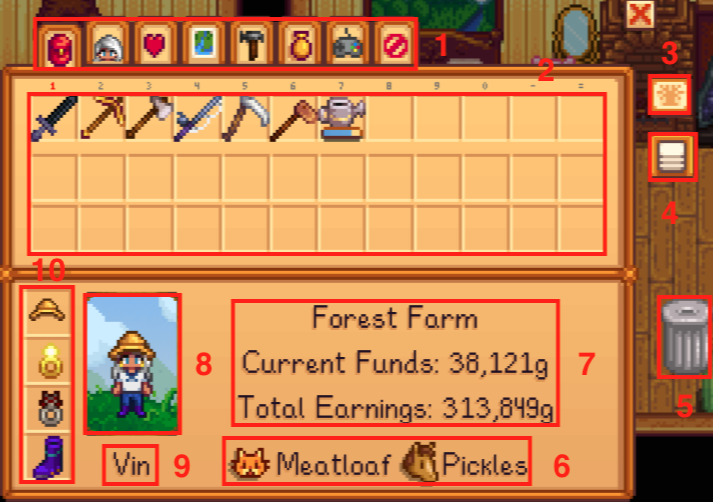 1
2
1 2 3 4 5 6 7 8 9 0 - =
3
4
10
Forest Farm
8
Current Funds: 38,121g
7
Total Earnings: 313,849g
5
Vin
9
Meatloaf Pickles
6